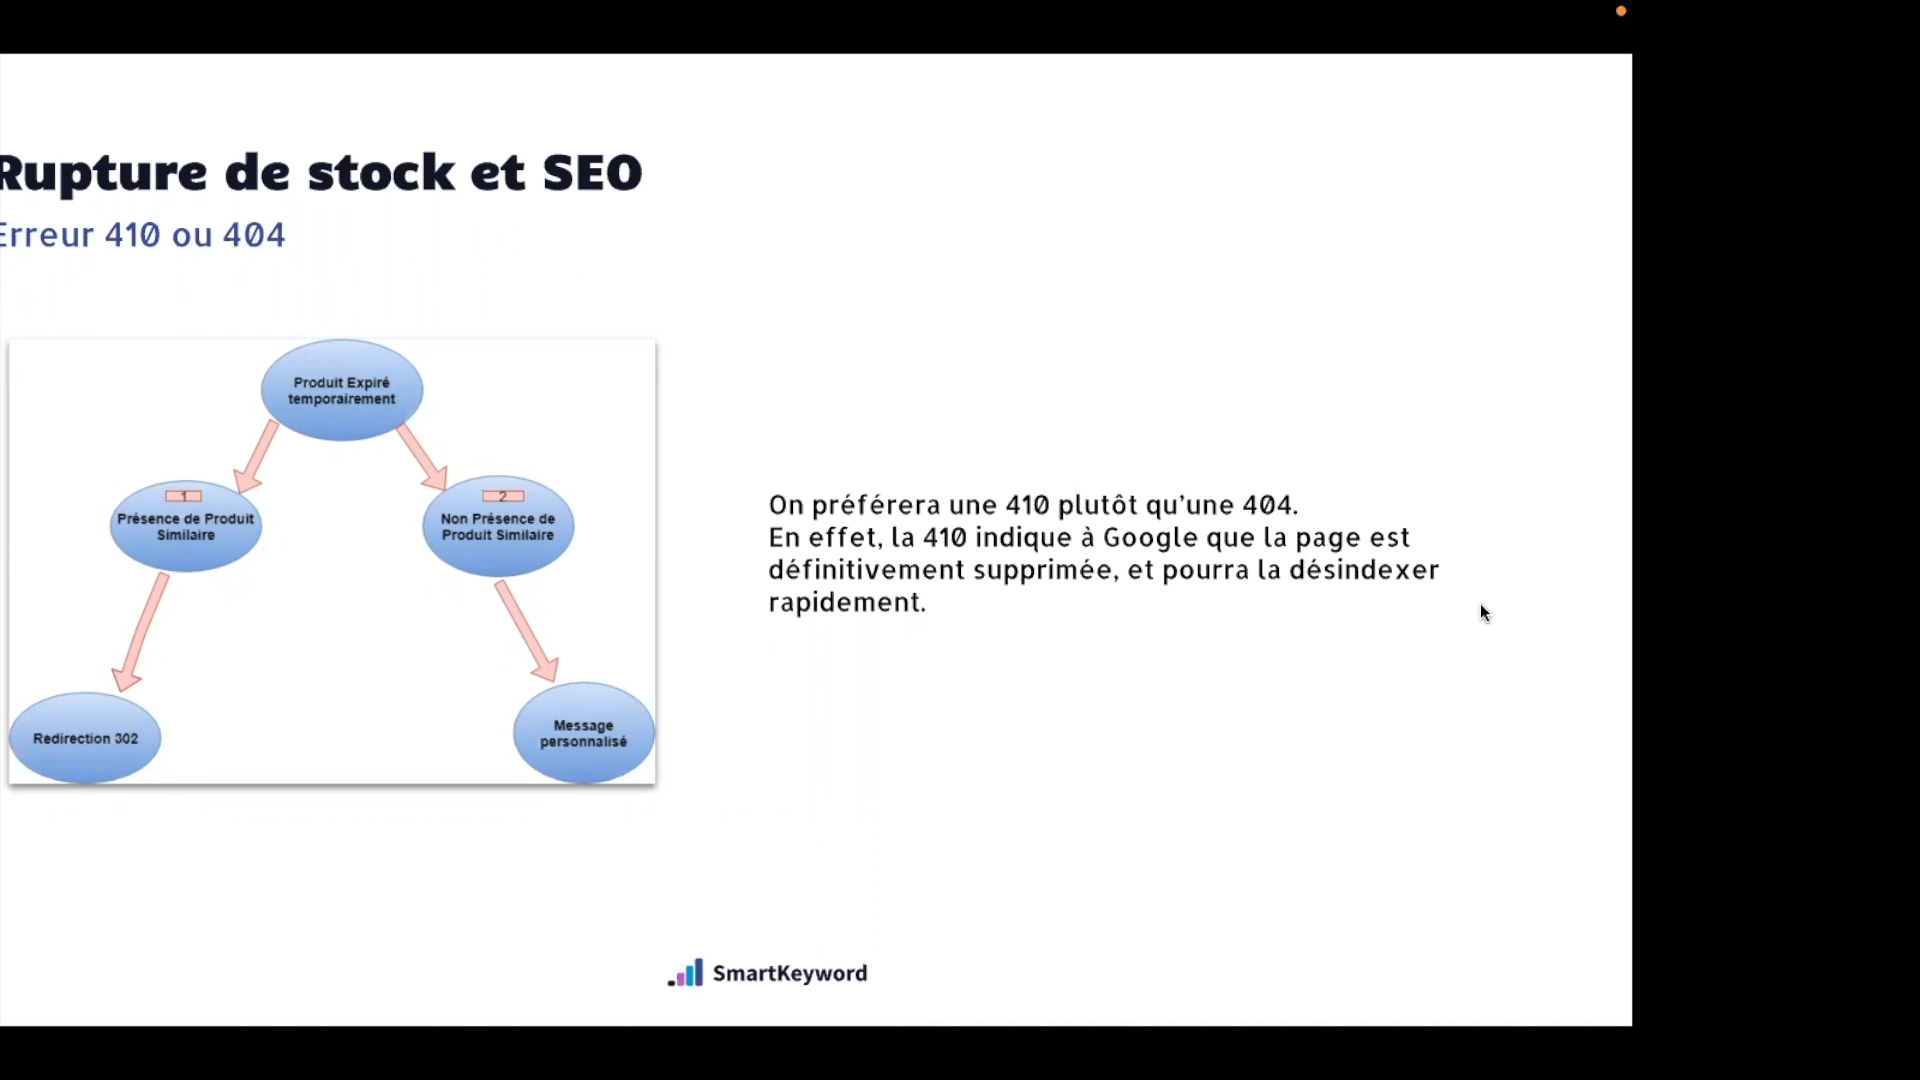 Rupture de stock et SEO
Erreur 410 ou 404
Produit Expiré
temporairement
1
Présence de Produit
Similaire
2
Non Présence de
Produit Similaire
Redirection 302
Message
personnalisé
On préférera une 410 plutôt qu’une 404.
En effet, la 410 indique à Google que la page est
définitivement supprimée, et pourra la désindexer
rapidement.
SmartKeyword